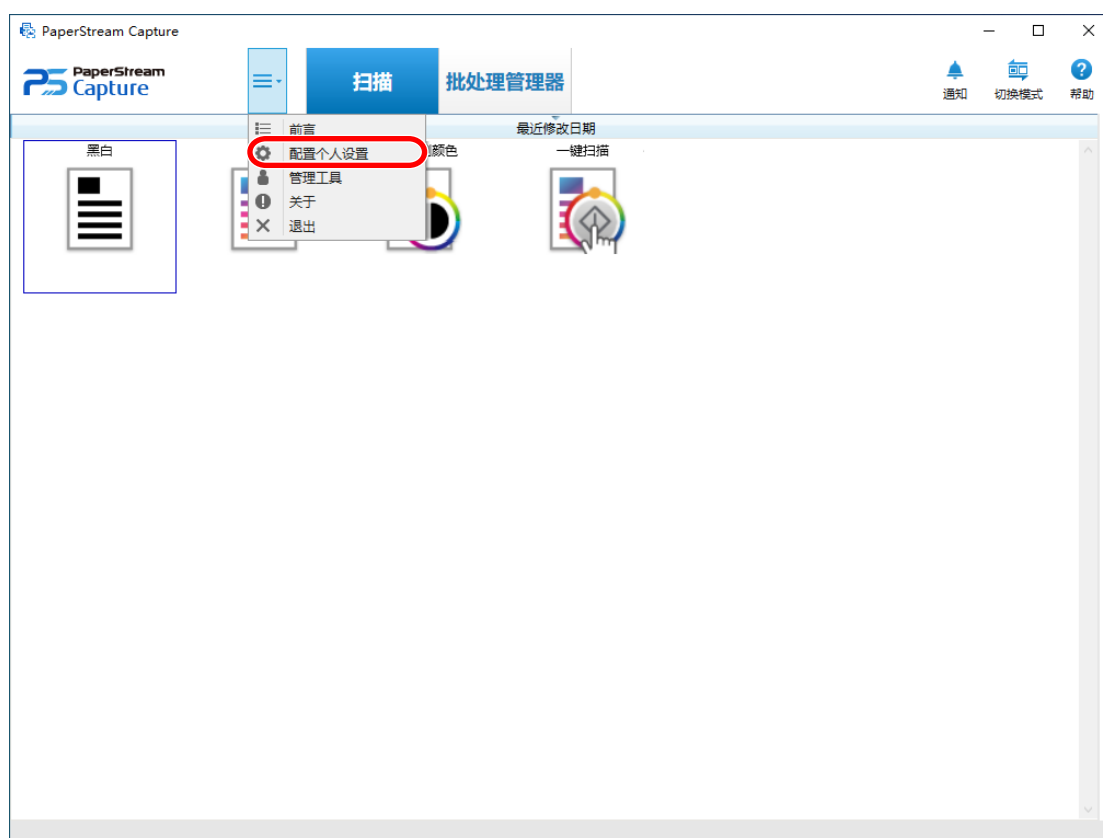 PaperStream Capture
PaperStream
Capture
扫描
批处理管理器
通知
切换模式
帮助
最近修改日期
前言
配置个人设置
管理工具
关于
退出
黑白
颜色
一键扫描